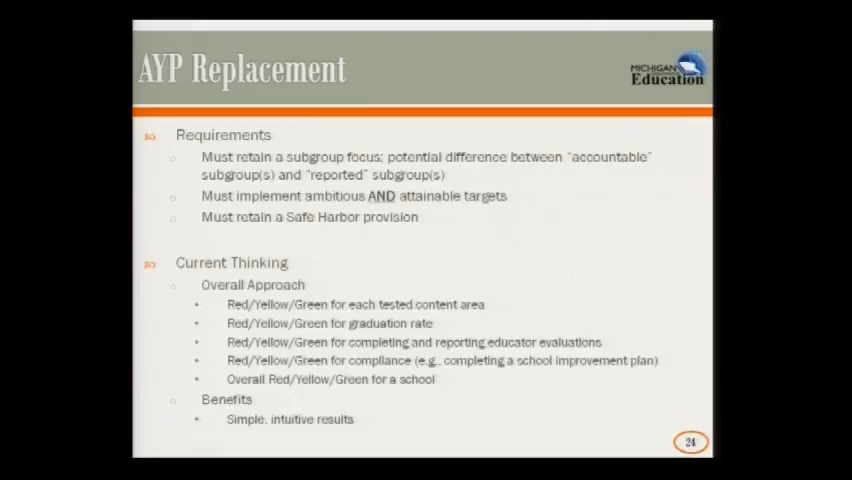 AYP Replacement
MICHIGAN
Education
Requirements
Must retain a subgroup focus; potential difference between "accountable"
subgroup(s) and "reported" subgroup(s)
Must implement ambitious AND attainable targets
Must retain a Safe Harbor provision
Current Thinking
Overall Approach
Red/Yellow/Green for each tested content area
Red/Yellow/Green for graduation rate
Red/Yellow/Green for completing and reporting educator evaluations
Red/Yellow/Green for compliance (e.g., completing a school improvement plan)
Overall Red/Yellow/Green for a school
Benefits
Simple, intuitive results
24